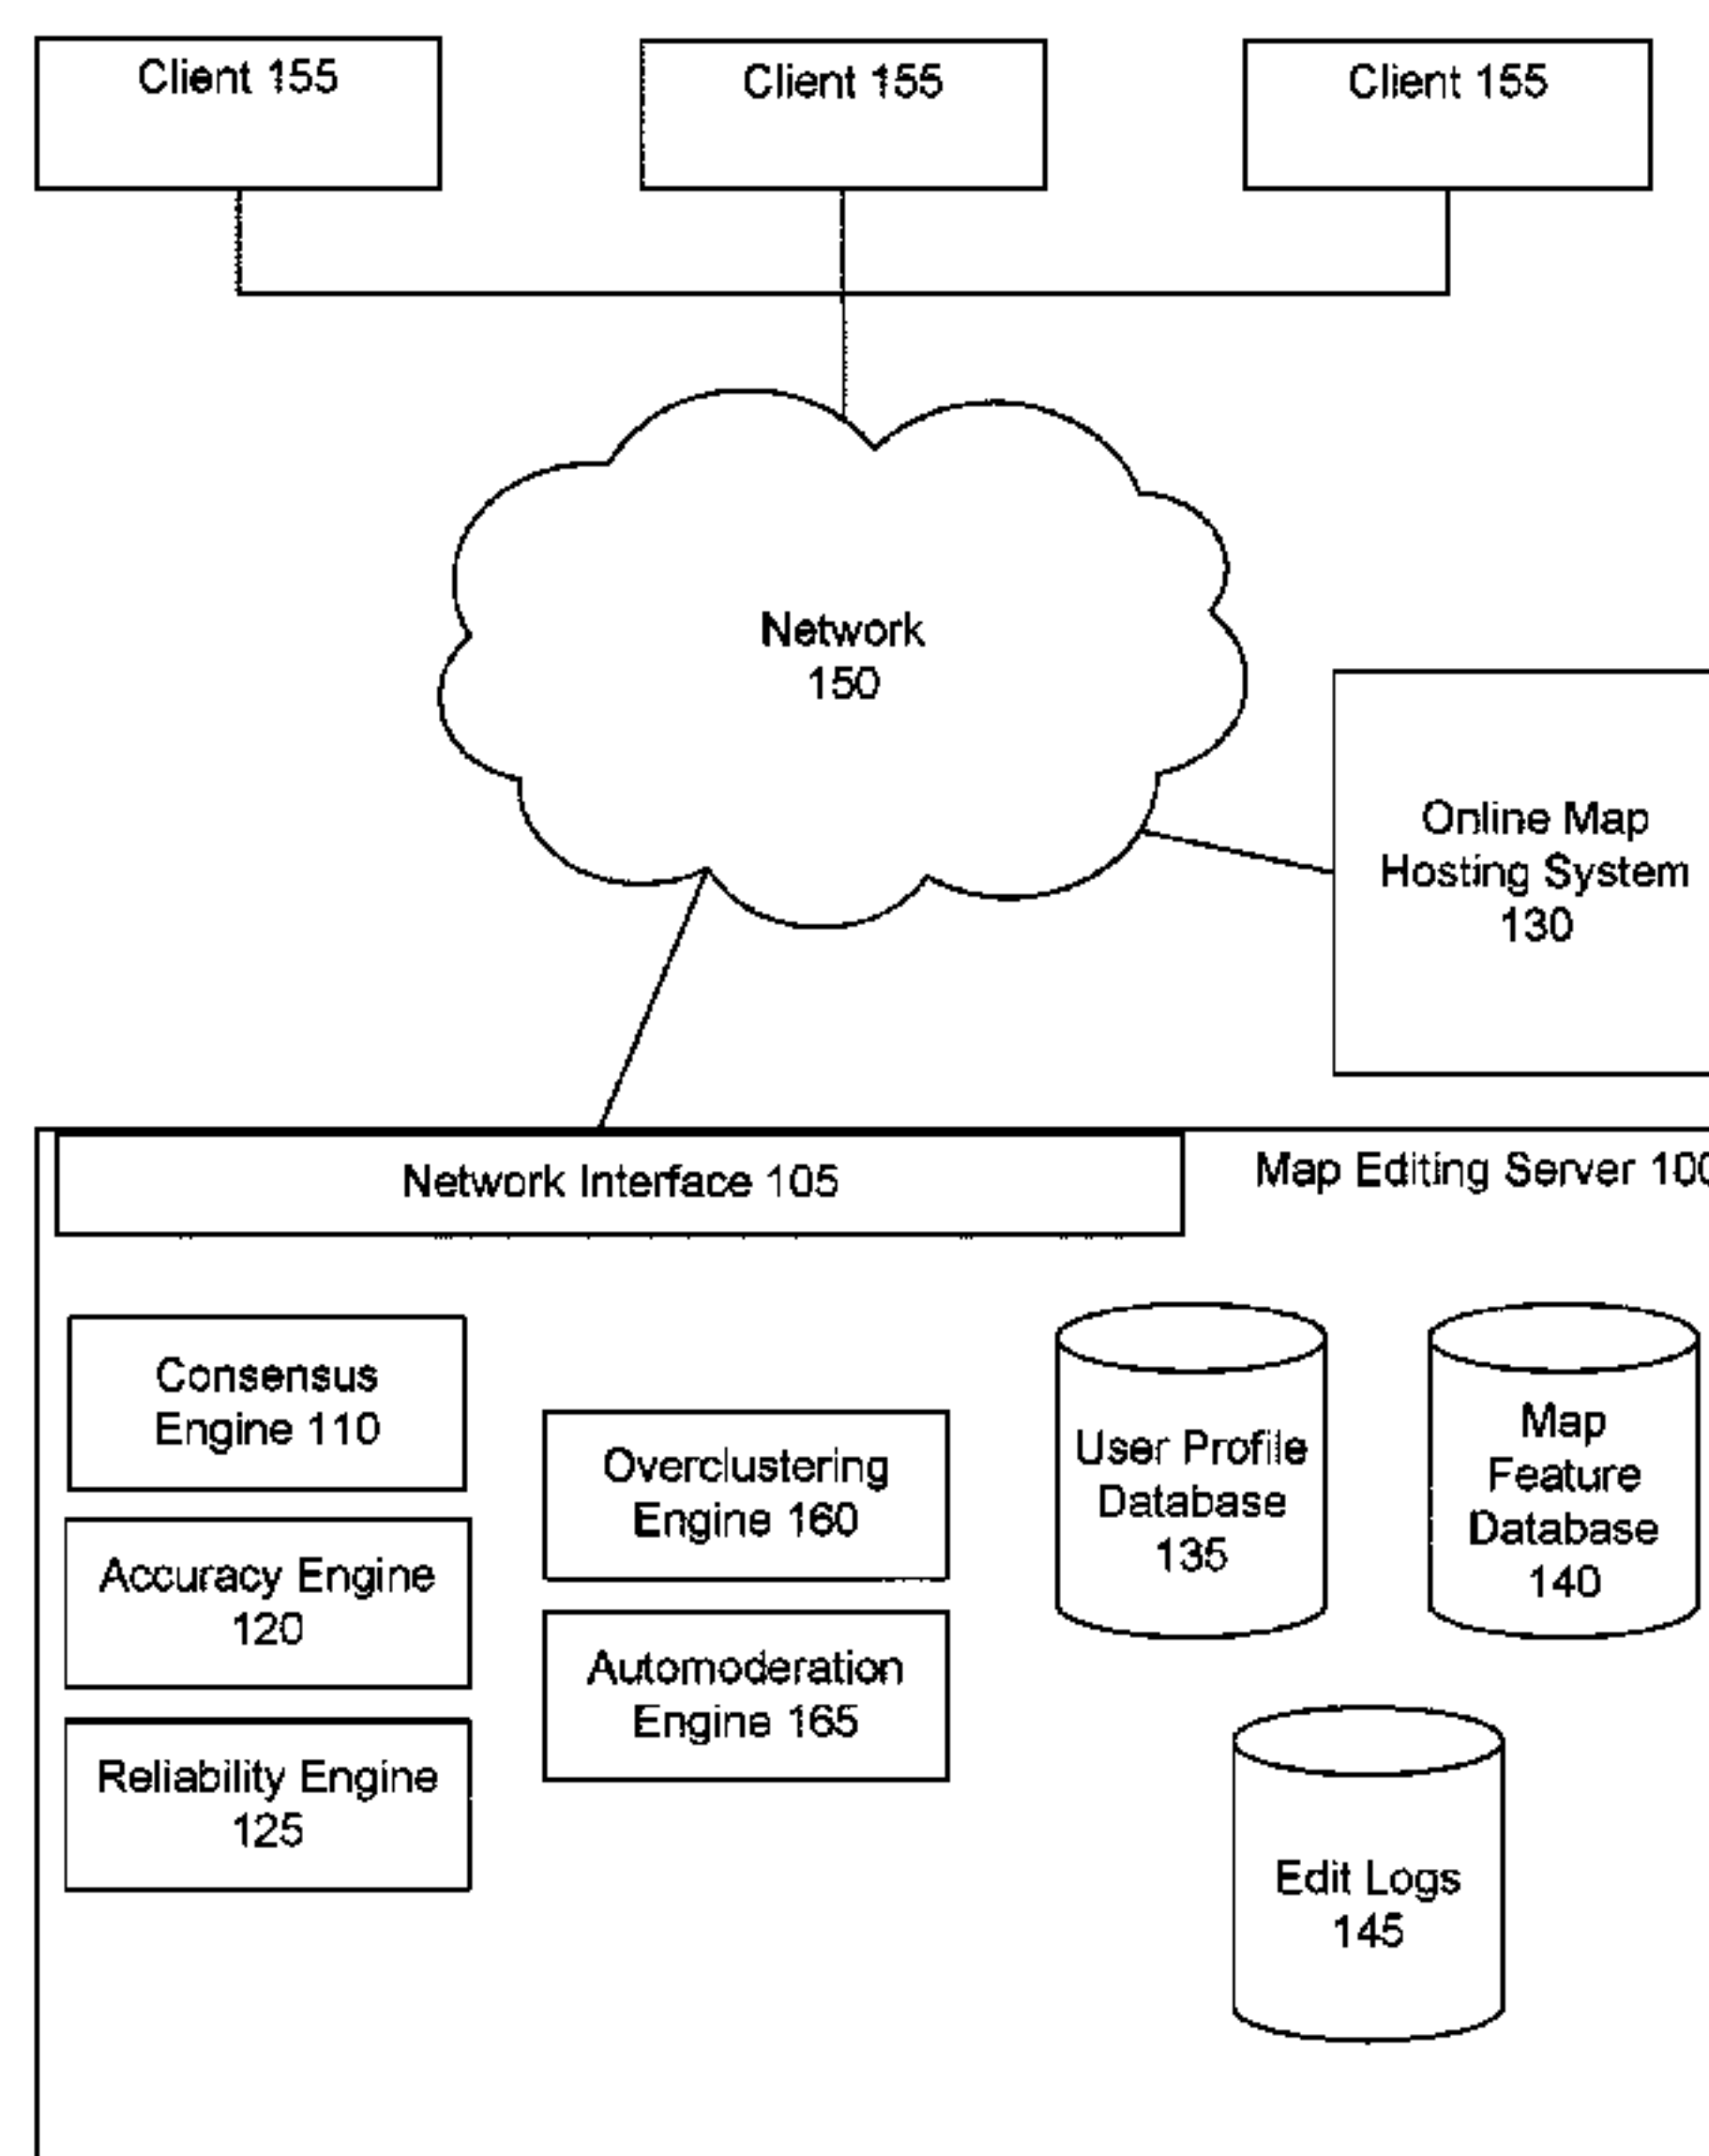 Client 155
Client 155
Client 155
Network
150
Online Map
Hosting System
130
Network Interface 105
Map Editing Server 100
Consensus
Engine 110
Overclustering
Engine 160
User Profile
Database
135
Map
Feature
Database
140
Accuracy Engine
120
Automoderation
Engine 165
Reliability Engine
125
Edit Logs
145